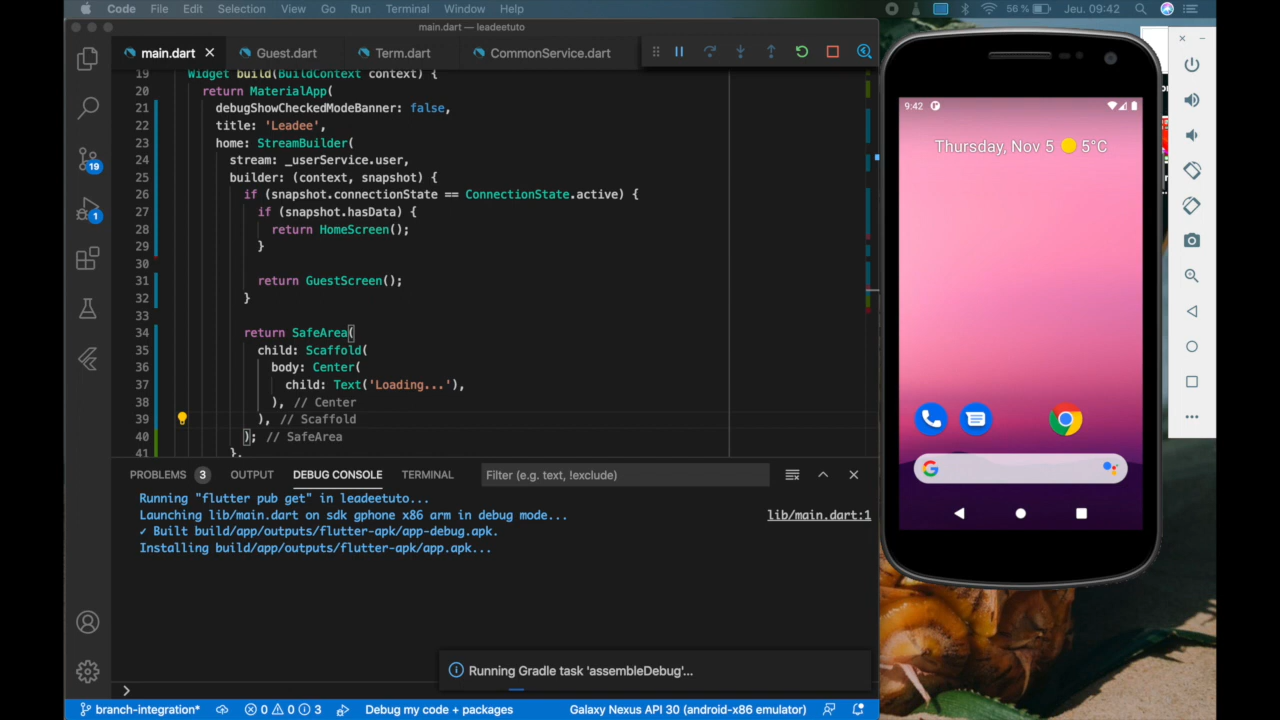 Code File Edit Selection View Go Run Terminal Window Help 56 % Jeu. 09:42
main.dart — leadeetuto
main.dart Guest.dart Term.dart CommonService.dart
19 Widget build(BuildContext context) {
20 return MaterialApp(
21 debugShowCheckedModeBanner: false,
22 title: 'Leadee',
23 home: StreamBuilder(
24 stream: _userService.user,
25 builder: (context, snapshot) {
26 if (snapshot.connectionState == ConnectionState.active) {
27 if (snapshot.hasData) {
28 return HomeScreen();
29 }
30
31 return GuestScreen();
32 }
33
34 return SafeArea(
35 child: Scaffold(
36 body: Center(
37 child: Text('Loading...'),
38 ), // Center
39 ), // Scaffold
40 ); // SafeArea
41 },
19
1
PROBLEMS 3 OUTPUT DEBUG CONSOLE TERMINAL Filter (e.g. text, !exclude)
Running "flutter pub get" in leadeetuto...
Launching lib/main.dart on sdk gphone x86 arm in debug mode... lib/main.dart:1
✓ Built build/app/outputs/flutter-apk/app-debug.apk.
Installing build/app/outputs/flutter-apk/app.apk...
Running Gradle task 'assembleDebug'...
branch-integration* 0 0 3 Debug my code + packages Galaxy Nexus API 30 (android-x86 emulator)
9:42
Thursday, Nov 5 5°C